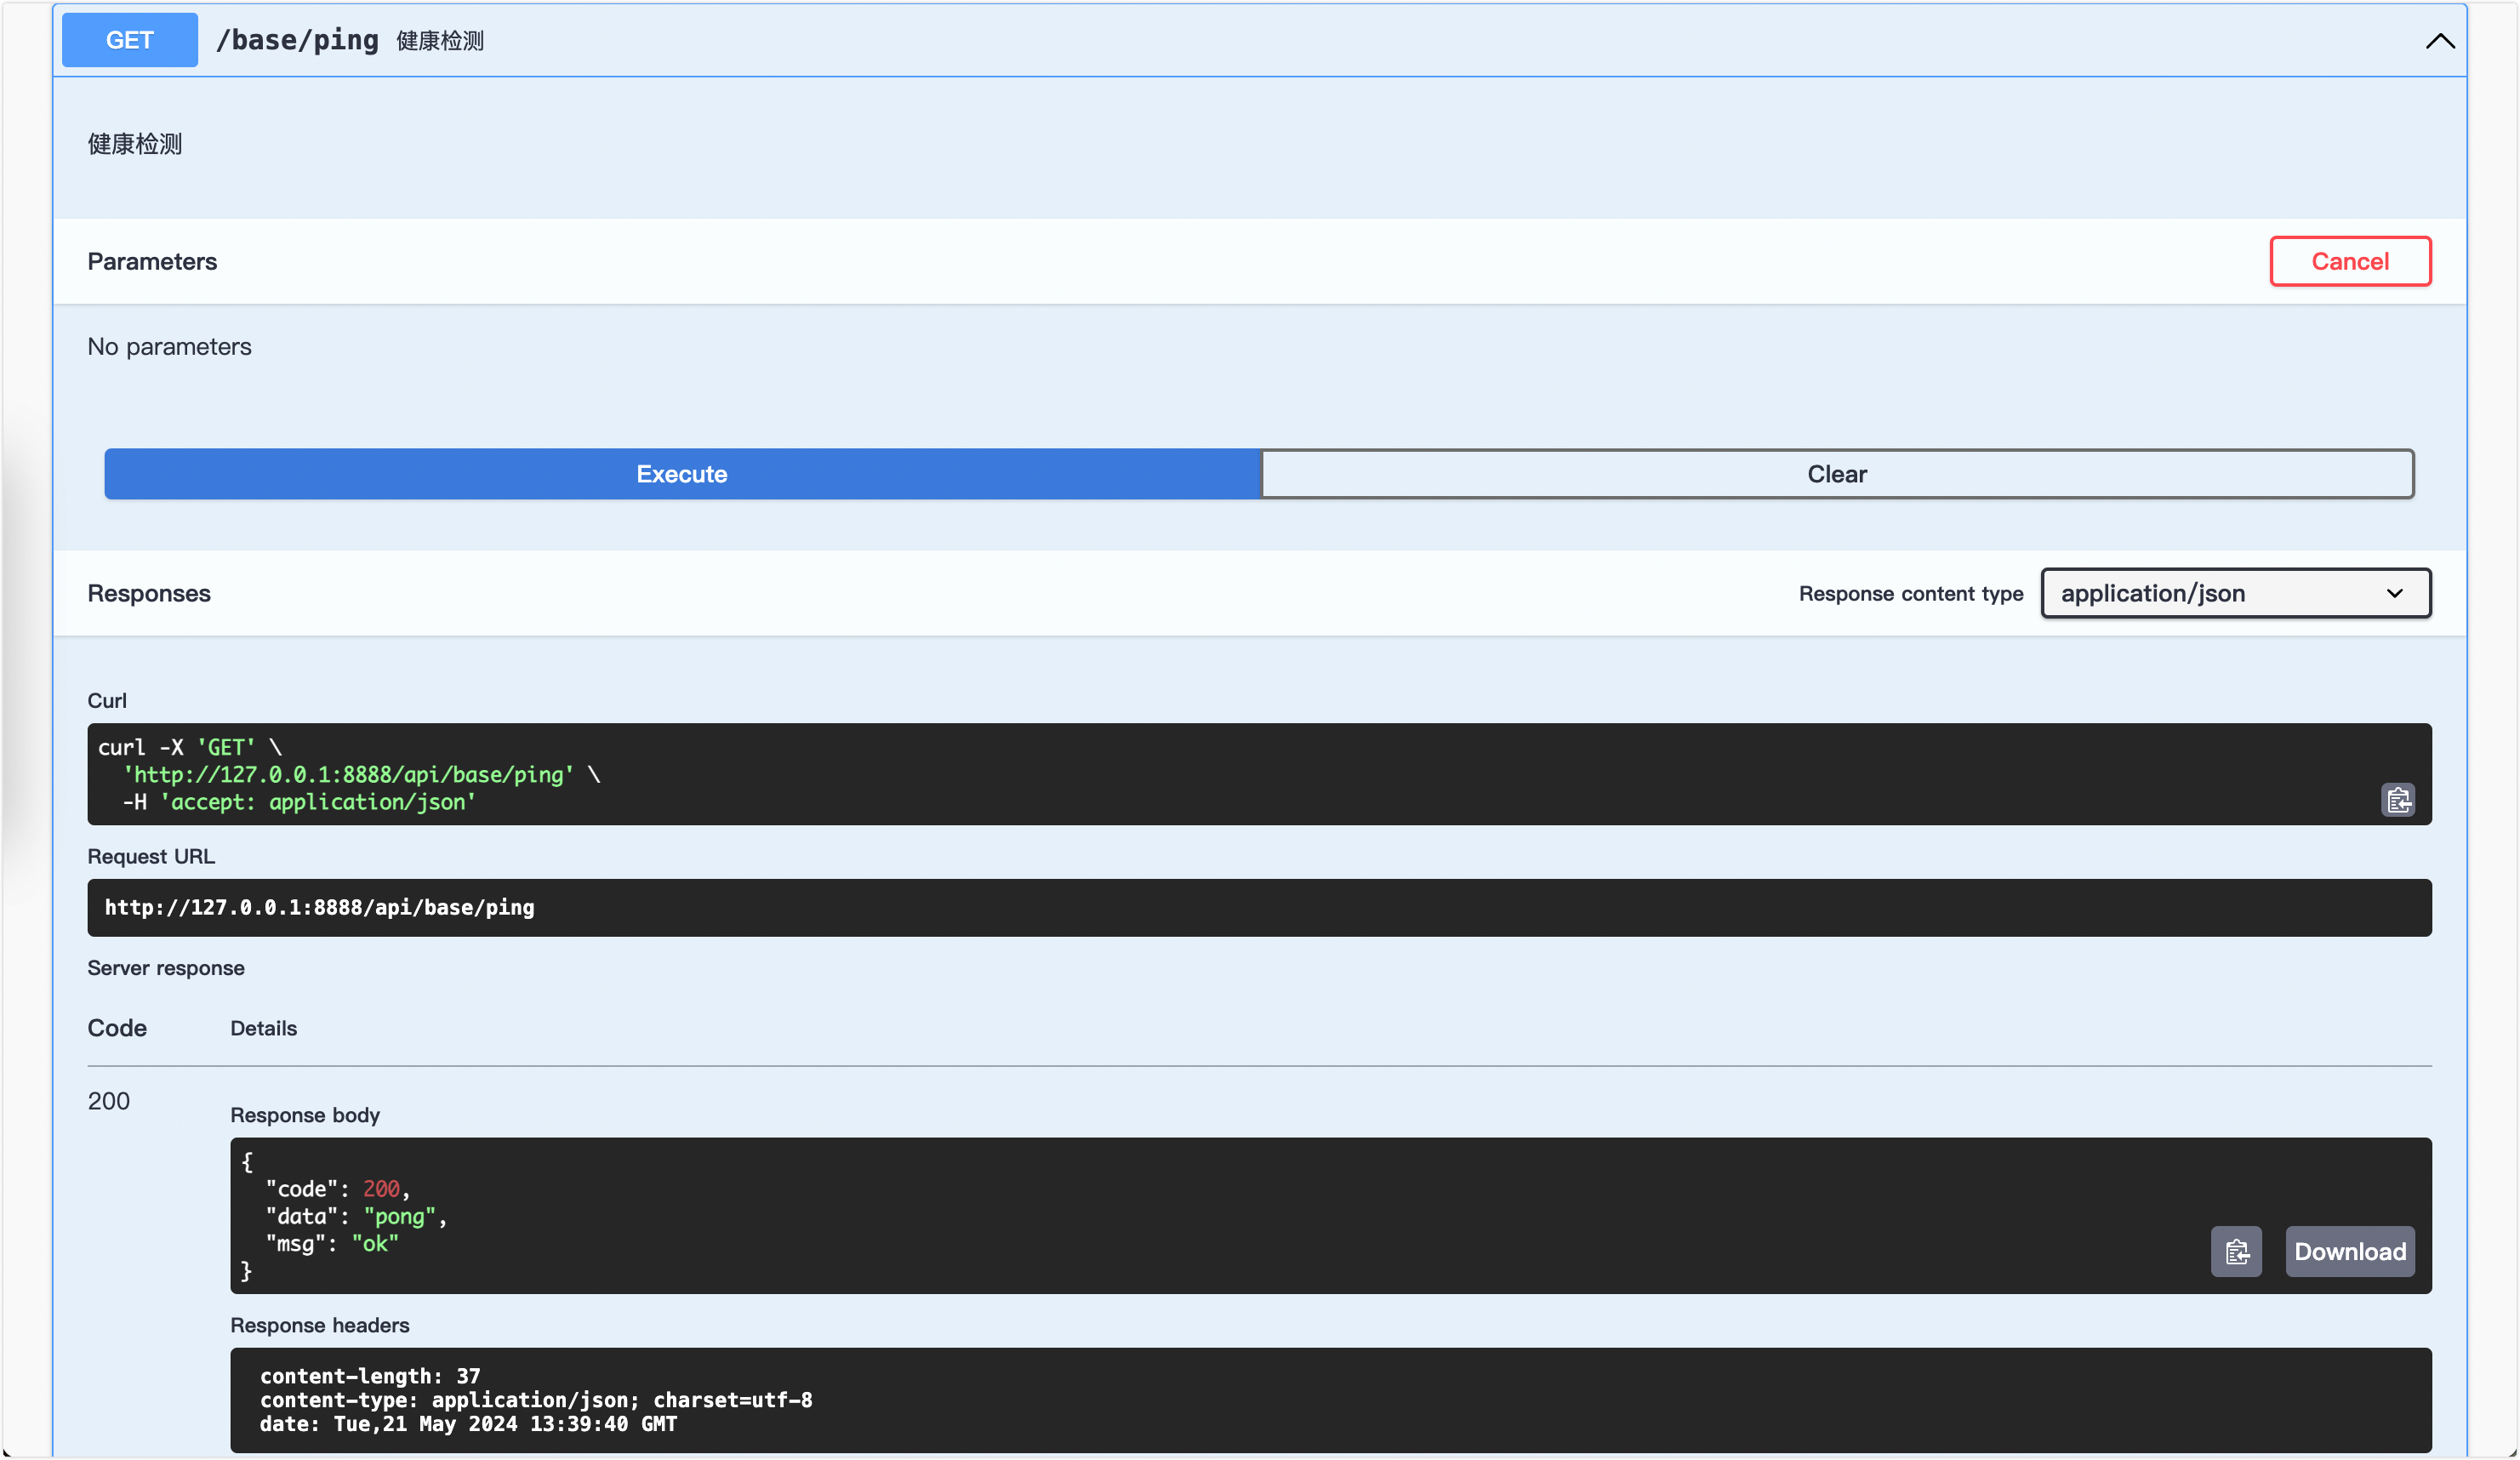 GET /base/ping 健康检测
健康检测
Parameters Cancel
No parameters
Execute Clear
Responses Response content type application/json
Curl
curl -X 'GET' \
  'http://127.0.0.1:8888/api/base/ping' \
  -H 'accept: application/json'
Request URL
http://127.0.0.1:8888/api/base/ping
Server response
Code Details
200
Response body
{
  "code": 200,
  "data": "pong",
  "msg": "ok"
}
Download
Response headers
content-length: 37
content-type: application/json; charset=utf-8
date: Tue,21 May 2024 13:39:40 GMT